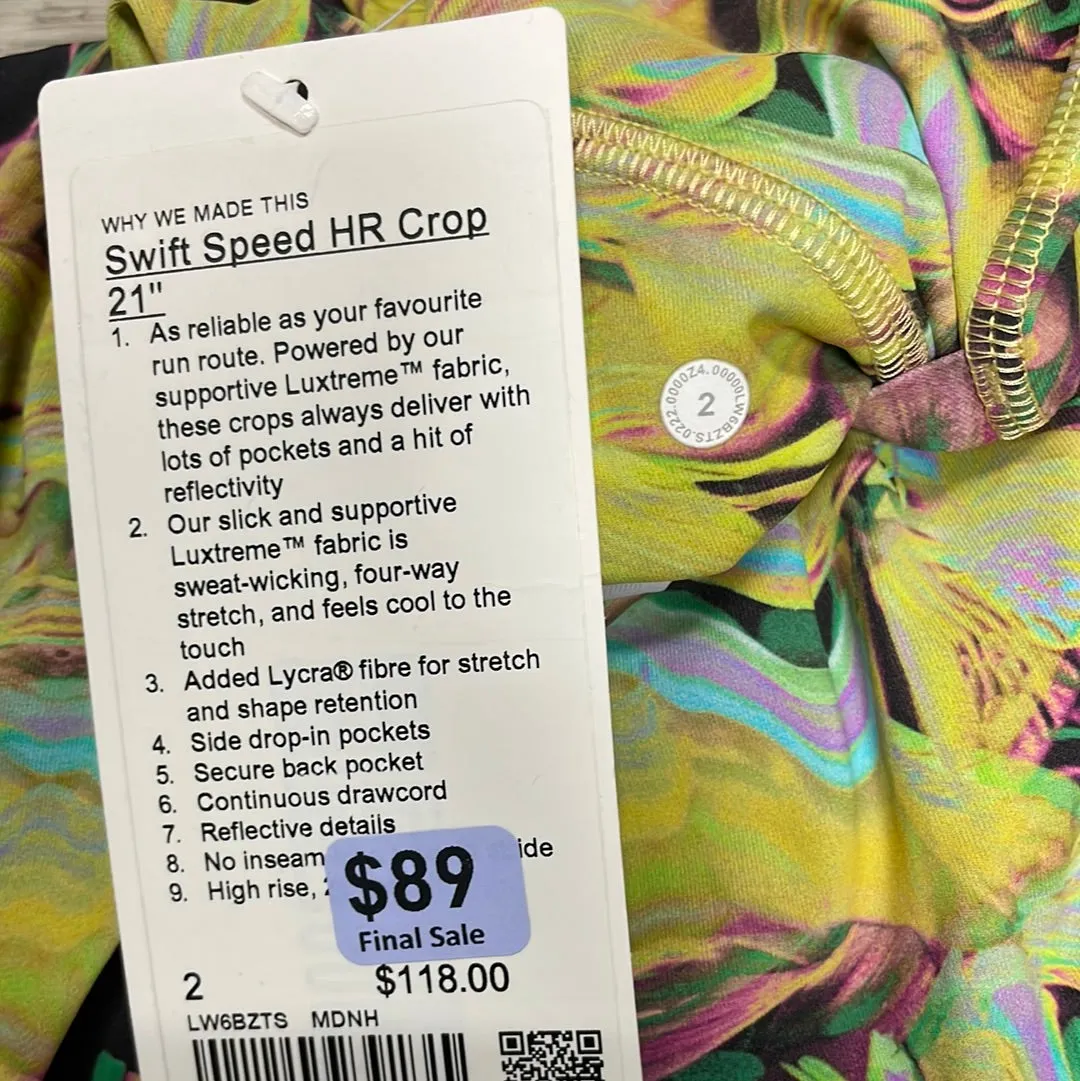 WHY WE MADE THIS
Swift Speed HR Crop
21"
1. As reliable as your favourite
run route. Powered by our
supportive Luxtreme™ fabric,
these crops always deliver with
lots of pockets and a hit of
reflectivity
2. Our slick and supportive
Luxtreme™ fabric is
sweat-wicking, four-way
stretch, and feels cool to the
touch
3. Added Lycra® fibre for stretch
and shape retention
4. Side drop-in pockets
5. Secure back pocket
6. Continuous drawcord
7. Reflective details
8. No inseam
9. High rise,
$89
Final Sale
2 $118.00
LW6BZTS MDNH
2